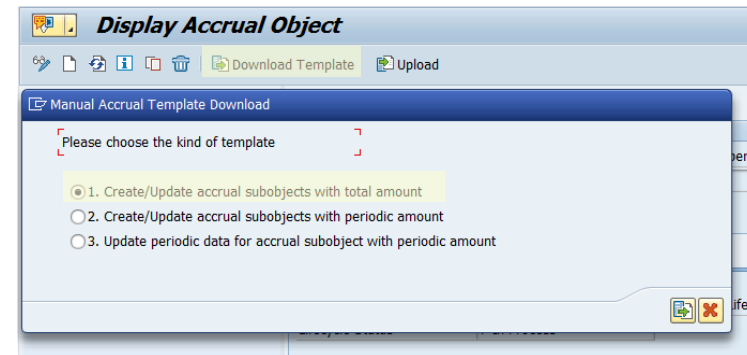 Display Accrual Object
Download Template Upload
Manual Accrual Template Download
Please choose the kind of template
1. Create/Update accrual subobjects with total amount
2. Create/Update accrual subobjects with periodic amount
3. Update periodic data for accrual subobject with periodic amount